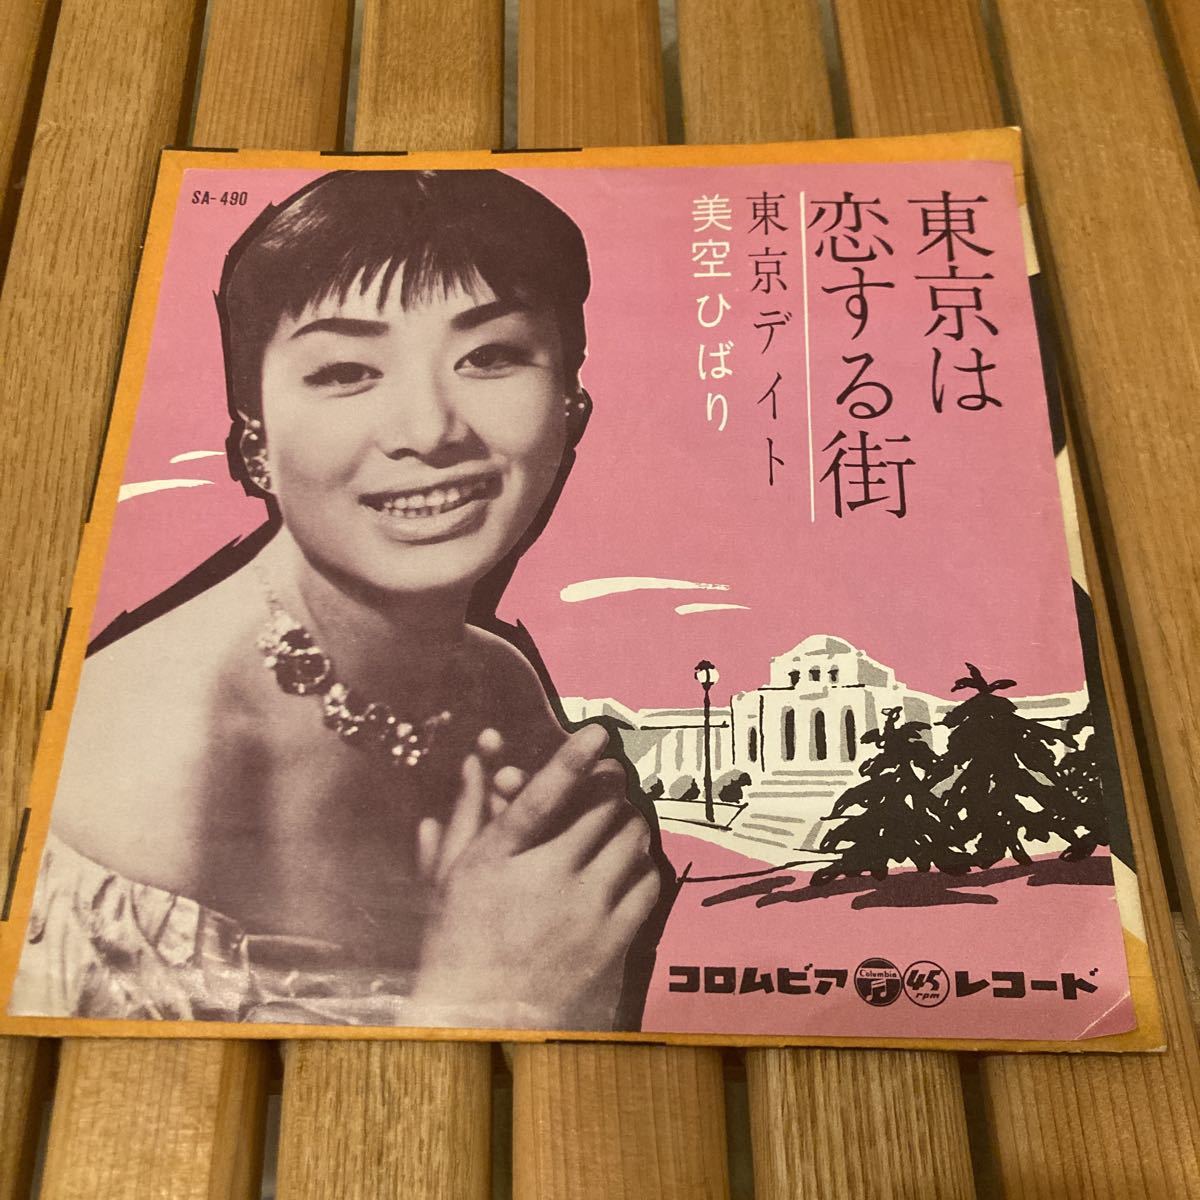 SA-490
東京は
恋する街
東京デイト
美空ひばり
コロムビア Columbia 45 rpm レコード